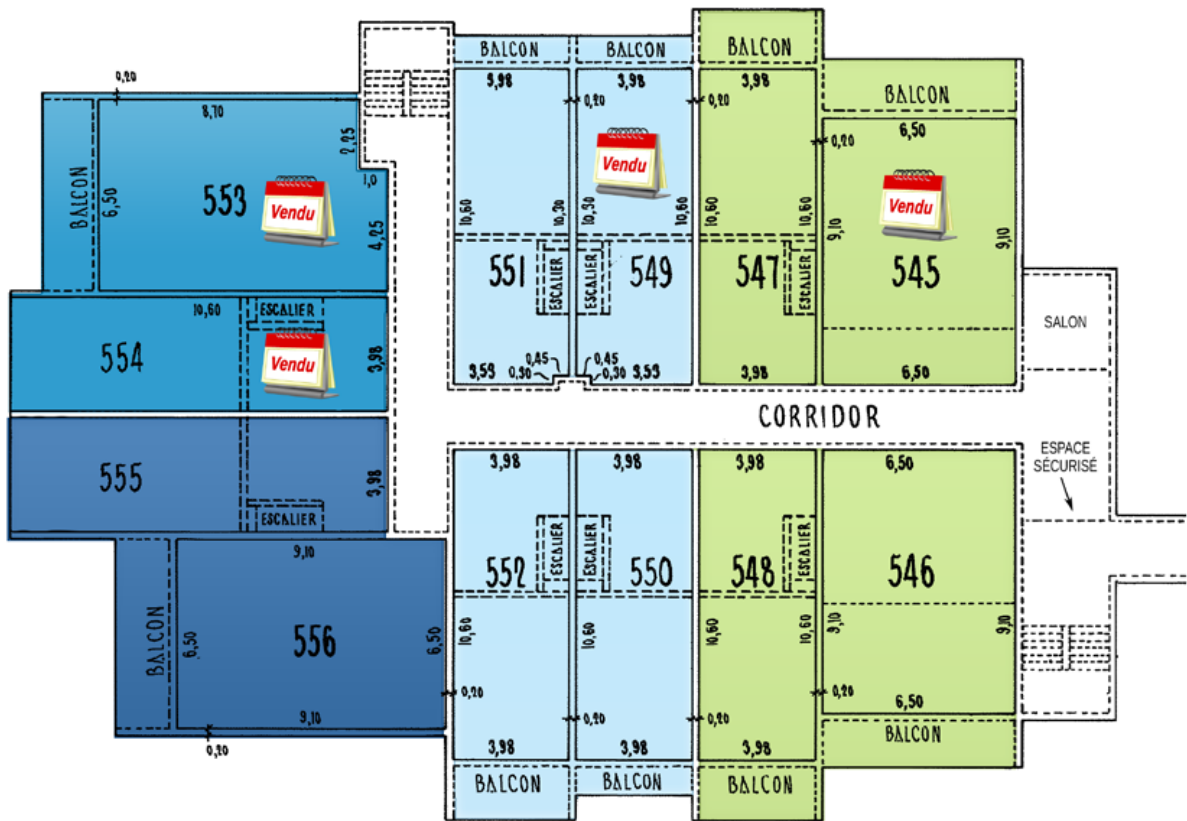 BALCON
BALCON
BALCON
3,98
3,98
3,98
BALCON
0,20
8,70
0,20
0,20
6,50
0,20
2,25
Vendu
Vendu
Vendu
1,0
BALCON
6,50
553
Vendu
4,25
10,60
10,30
10,30
10,60
10,60
10,60
9,10
9,10
551
ESCALIER
ESCALIER
549
547
ESCALIER
545
10,60
ESCALIER
SALON
554
Vendu
3,98
3,53
0,45
0,30
0,45
0,30
3,53
3,98
6,50
CORRIDOR
555
3,98
ESCALIER
3,98
3,98
3,98
6,50
ESPACE
SÉCURISÉ
9,10
552
ESCALIER
ESCALIER
550
548
ESCALIER
546
BALCON
6,50
556
6,50
10,60
10,60
10,60
10,60
9,10
9,10
9,10
0,20
0,20
0,20
0,20
0,20
6,50
3,98
3,98
3,98
BALCON
BALCON
BALCON
BALCON